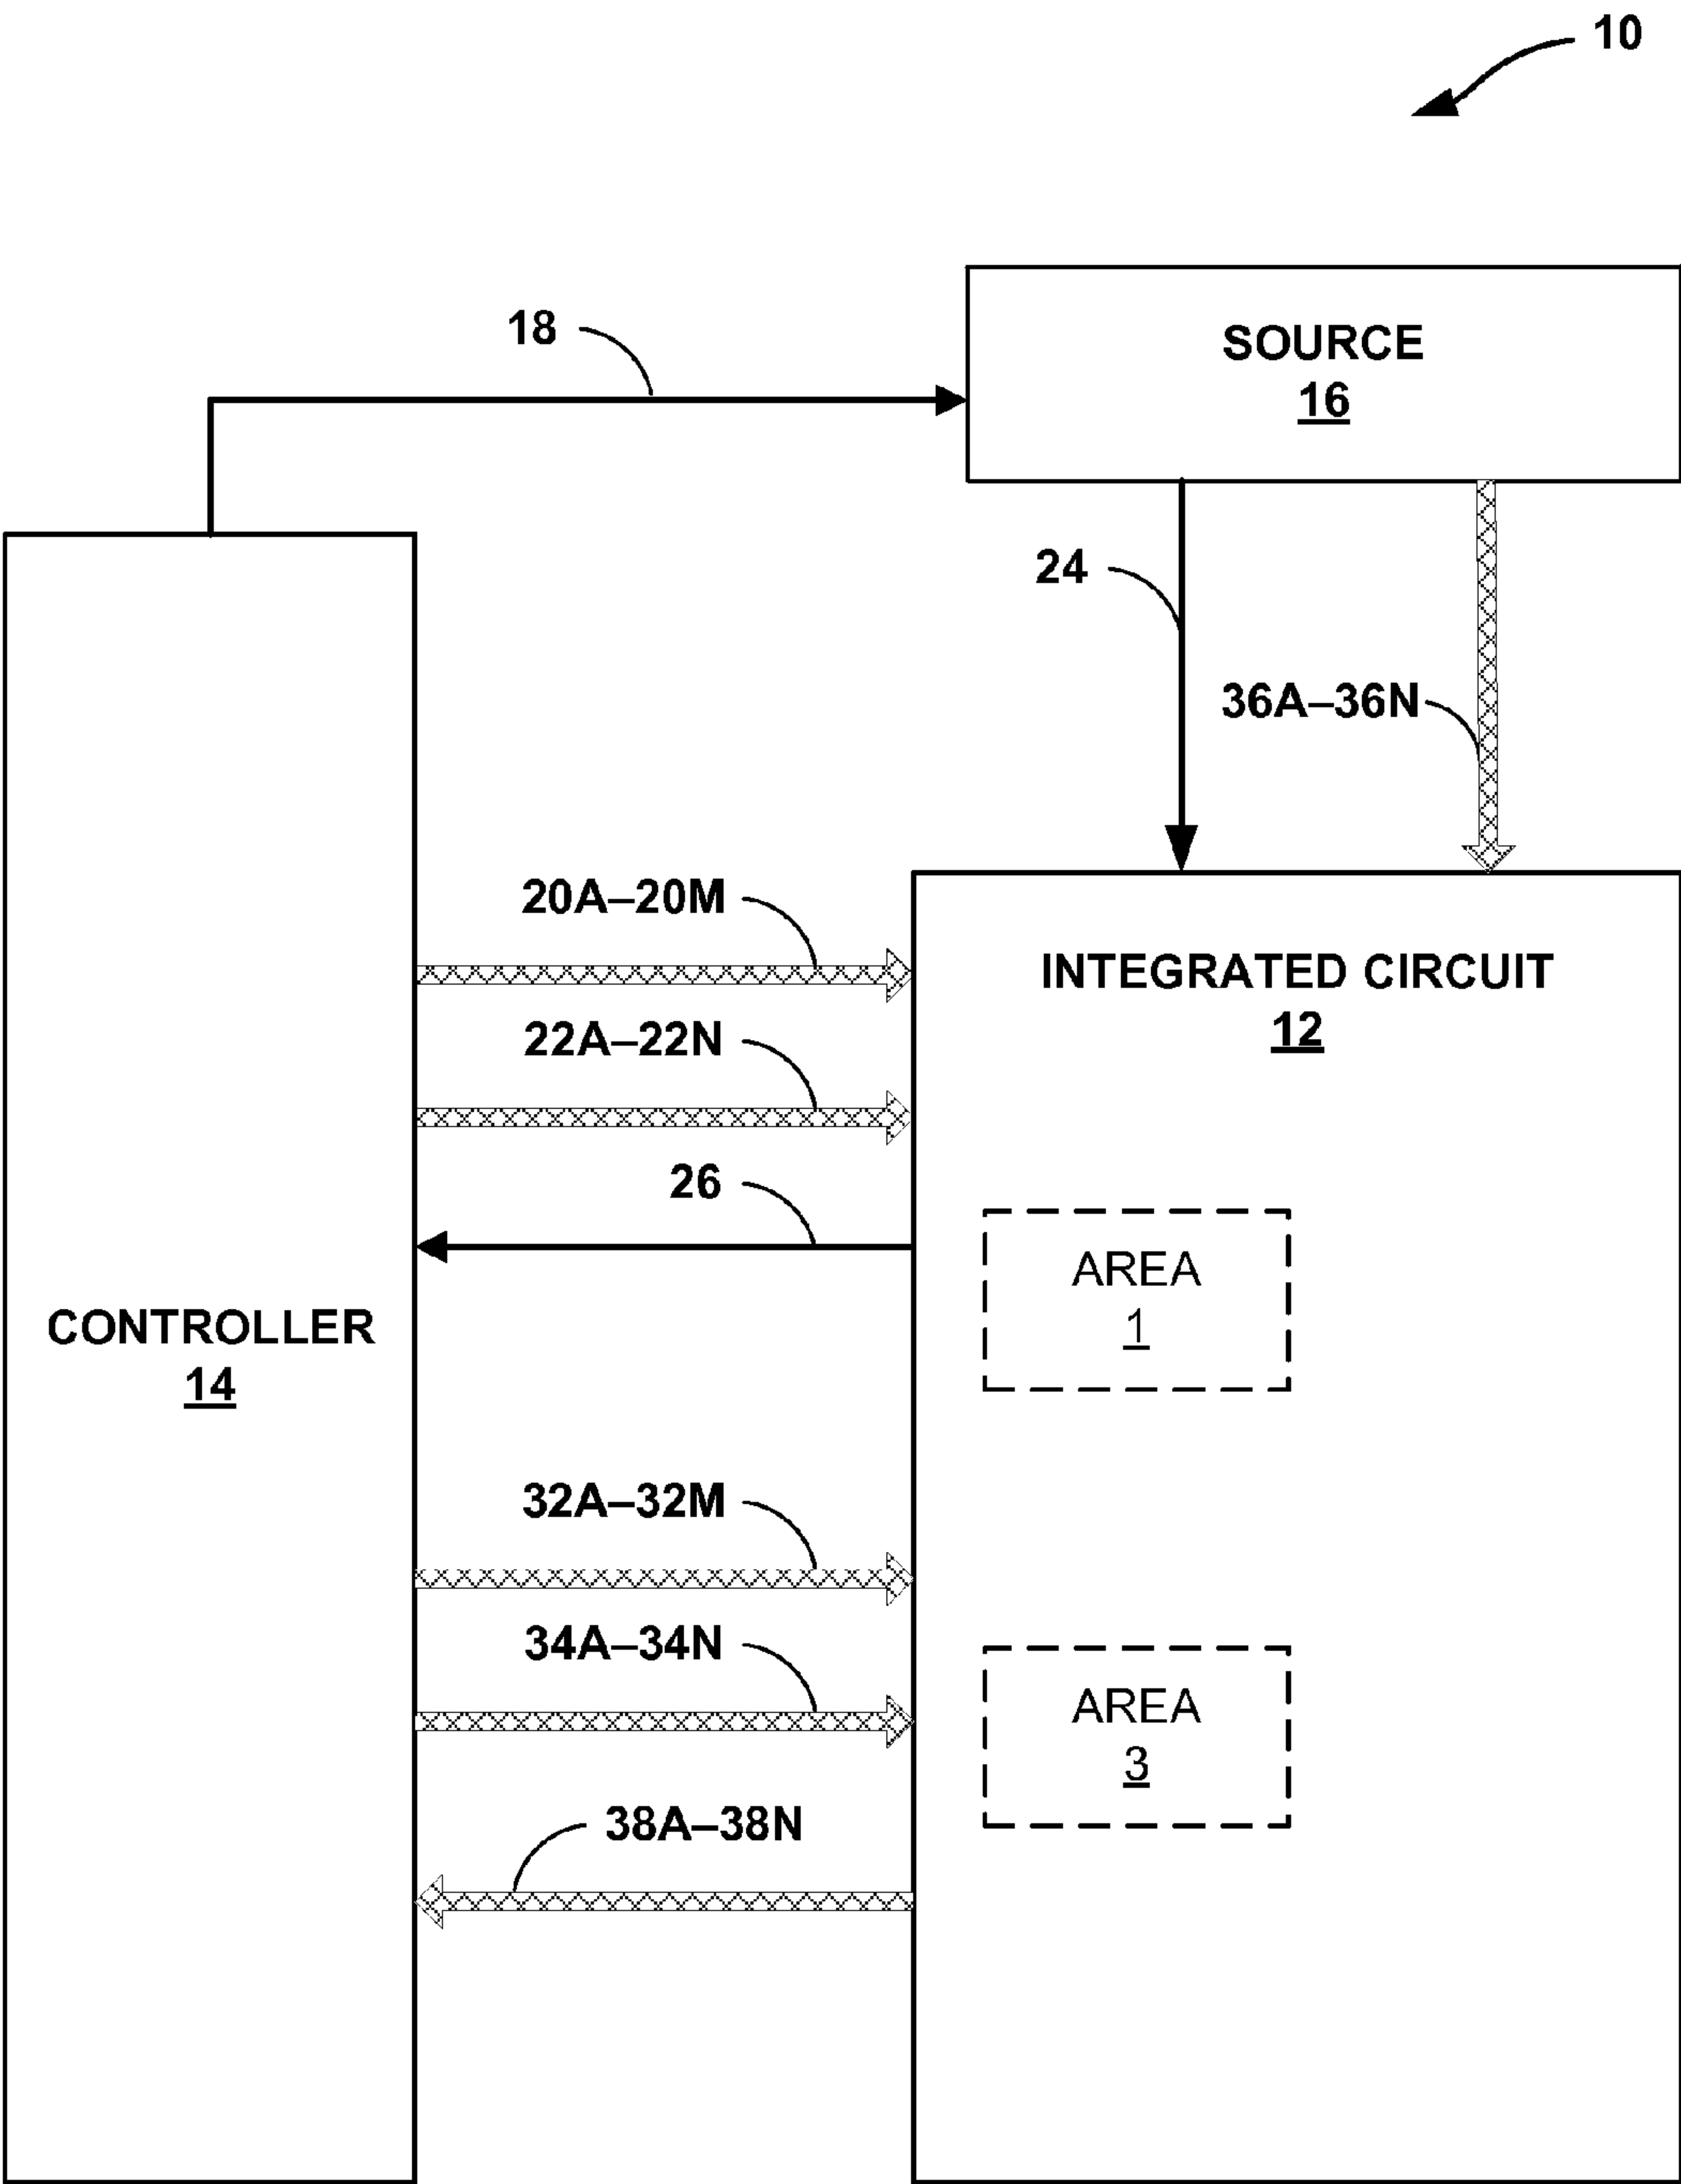 10
18
SOURCE
16
24
36A–36N
20A–20M
INTEGRATED CIRCUIT
12
22A–22N
26
AREA
1
CONTROLLER
14
32A–32M
34A–34N
AREA
3
38A–38N